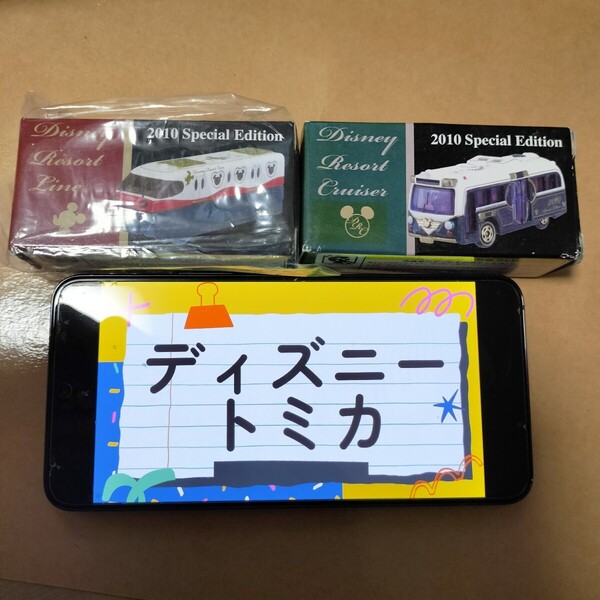 Disney
Resort
Line
2010 Special Edition
Disney
Resort
Cruiser
2010 Special Edition
ディズニー
トミカ